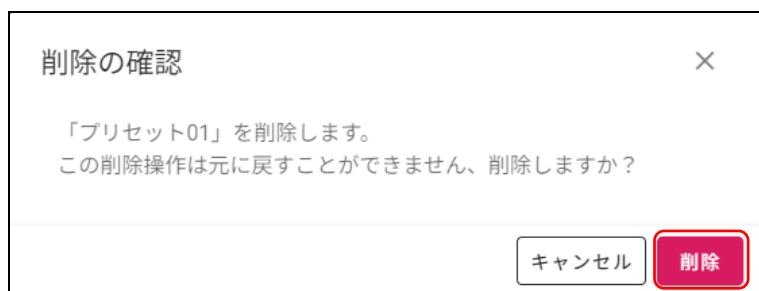 削除の確認
「プリセット01」を削除します。
この削除操作は元に戻すことができません、削除しますか？
キャンセル 削除